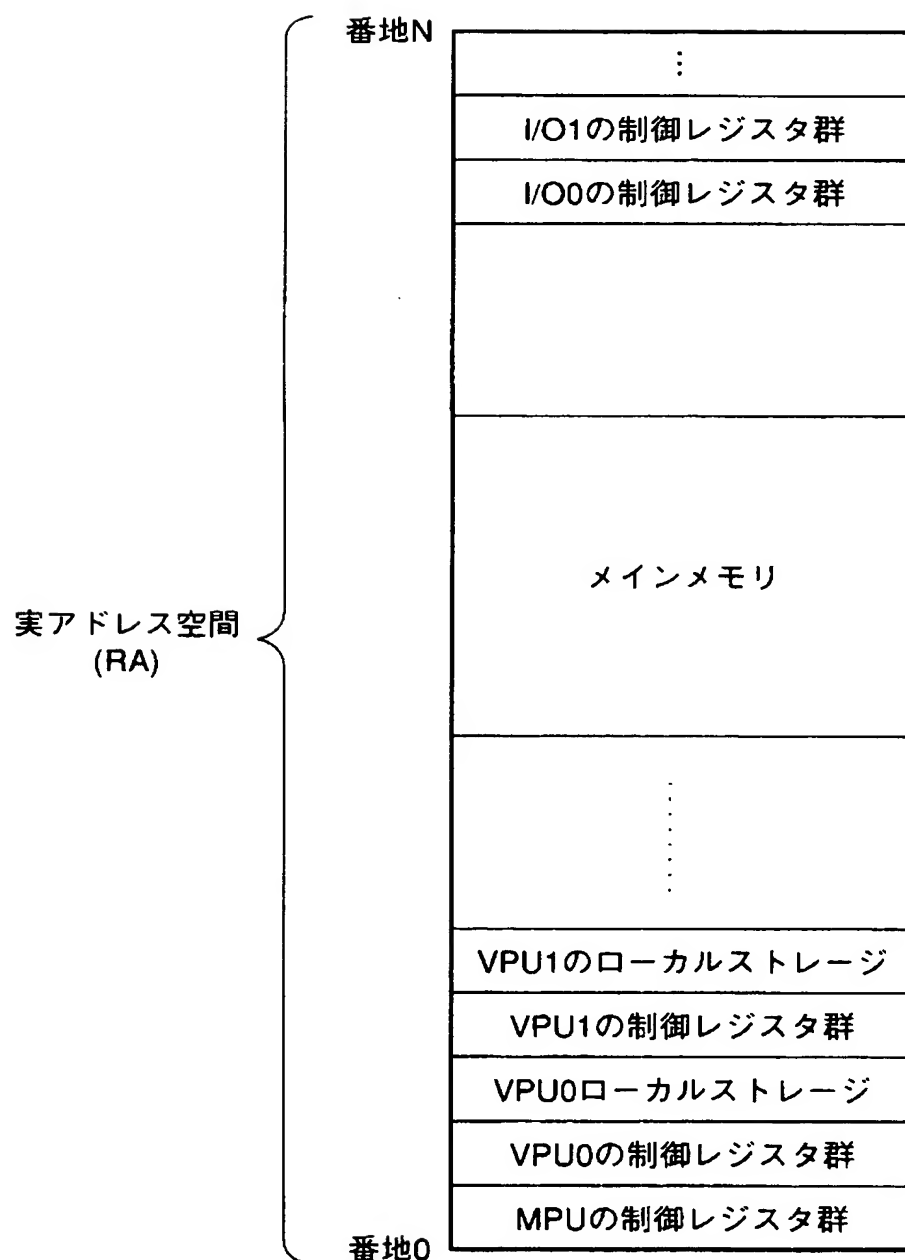 番地N
⋮
I/O1の制御レジスタ群
I/O0の制御レジスタ群
メインメモリ
実アドレス空間
(RA)
VPU1のローカルストレージ
VPU1の制御レジスタ群
VPU0ローカルストレージ
VPU0の制御レジスタ群
MPUの制御レジスタ群
番地0